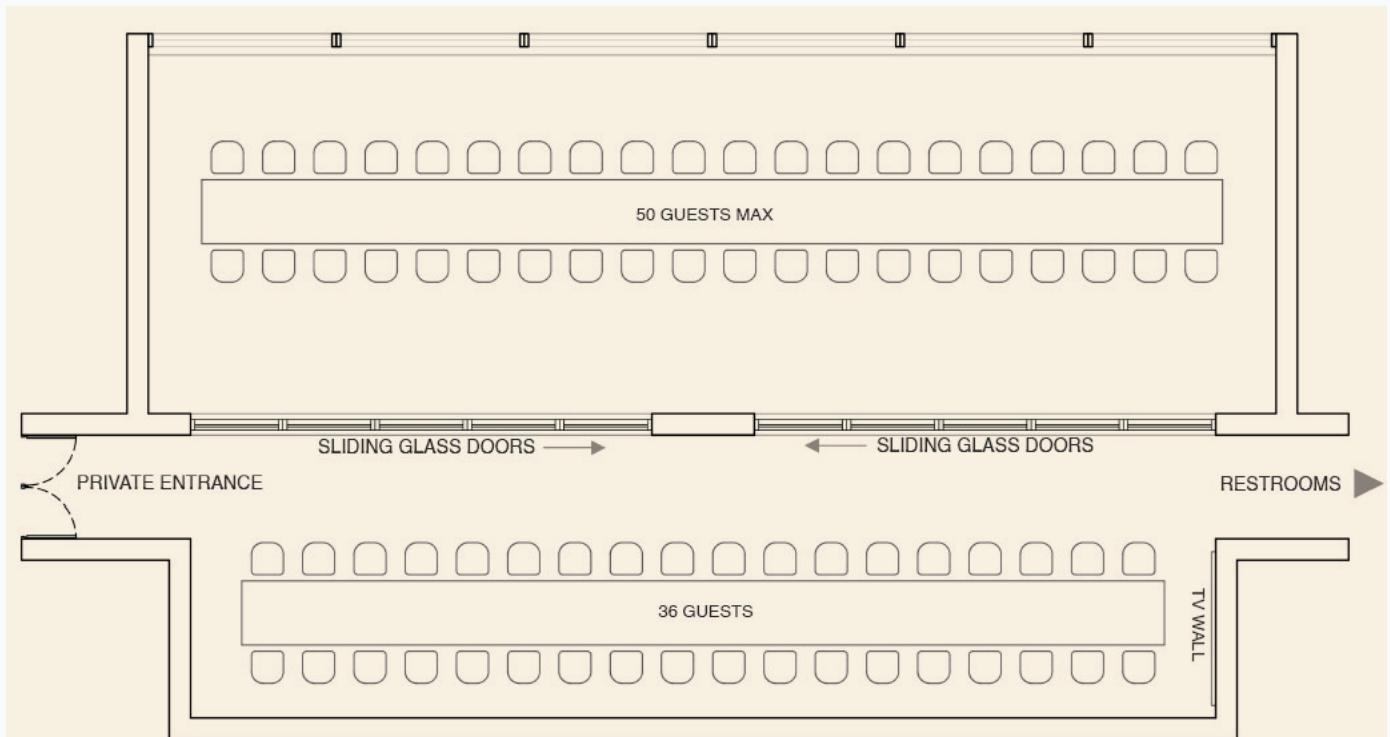 50 GUESTS MAX
SLIDING GLASS DOORS
SLIDING GLASS DOORS
PRIVATE ENTRANCE
RESTROOMS
36 GUESTS
TV WALL